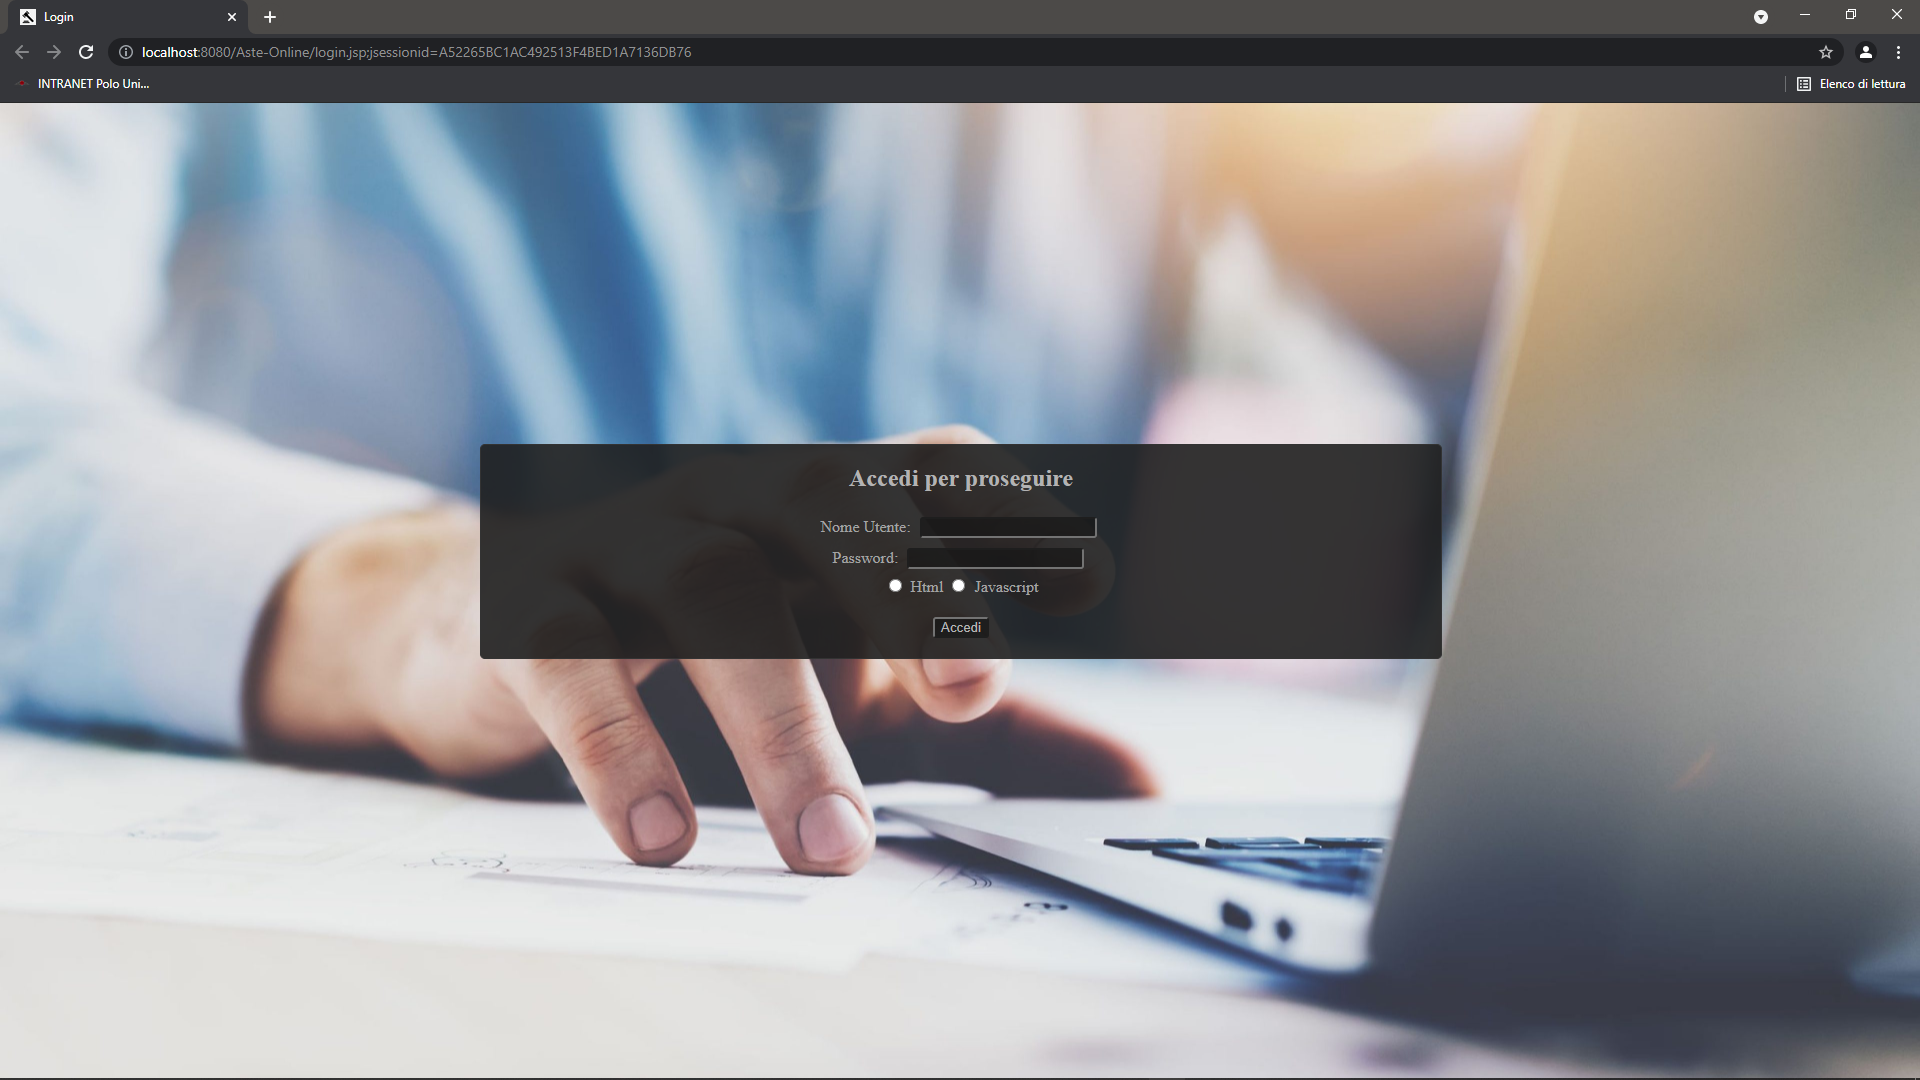 Login
localhost:8080/Aste-Online/login.jsp;jsessionid=A52265BC1AC492513F4BED1A7136DB76
INTRANET Polo Uni...
Elenco di lettura
Accedi per proseguire
Nome Utente:
Password:
Html Javascript
Accedi